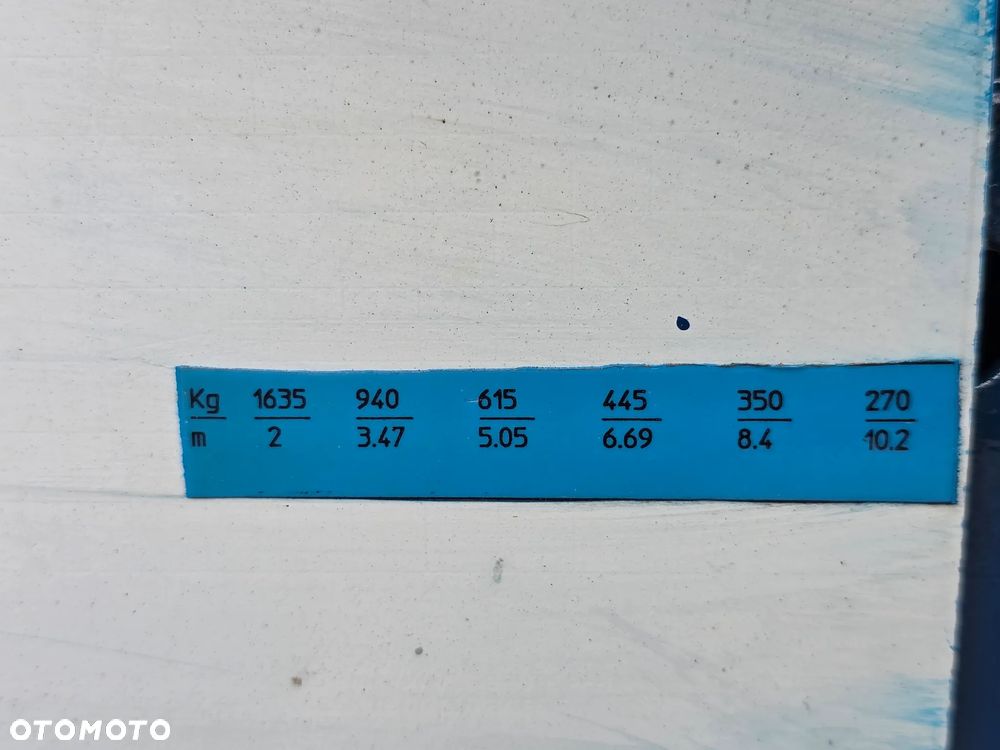 Kg 1635 940 615 445 350 270
m 2 3.47 5.05 6.69 8.4 10.2
OTOMOTO